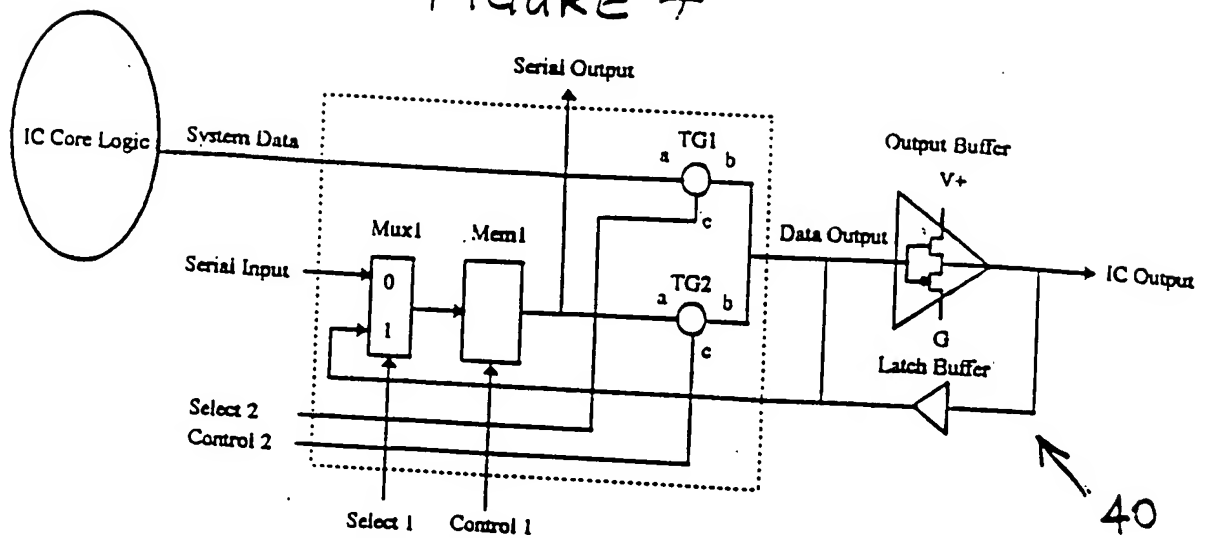 FIGURE 4
Serial Output
IC Core Logic
System Data
TG1
a
b
c
Output Buffer
V+
Mux1
Mem1
Data Output
Serial Input
0
1
TG2
a
b
c
IC Output
G
Latch Buffer
Select 2
Control 2
Select 1
Control 1
40